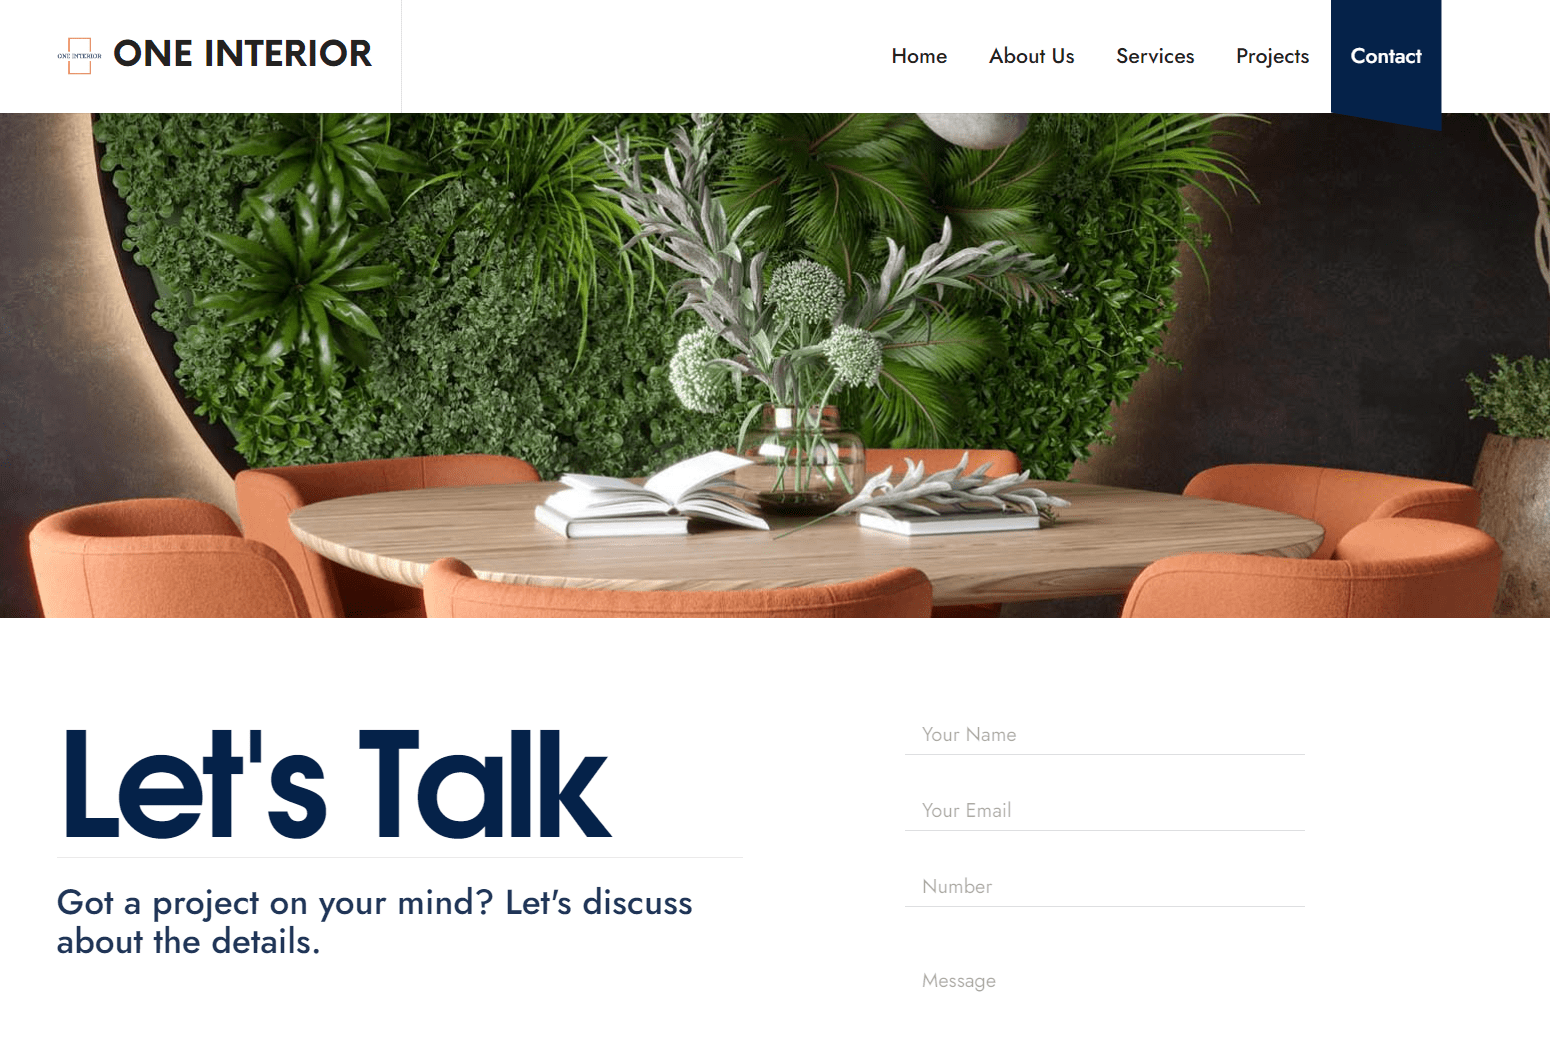 ONE INTERIOR
ONE INTERIOR
Home
About Us
Services
Projects
Contact
Let's Talk
Got a project on your mind? Let's discuss
about the details.
Your Name
Your Email
Number
Message